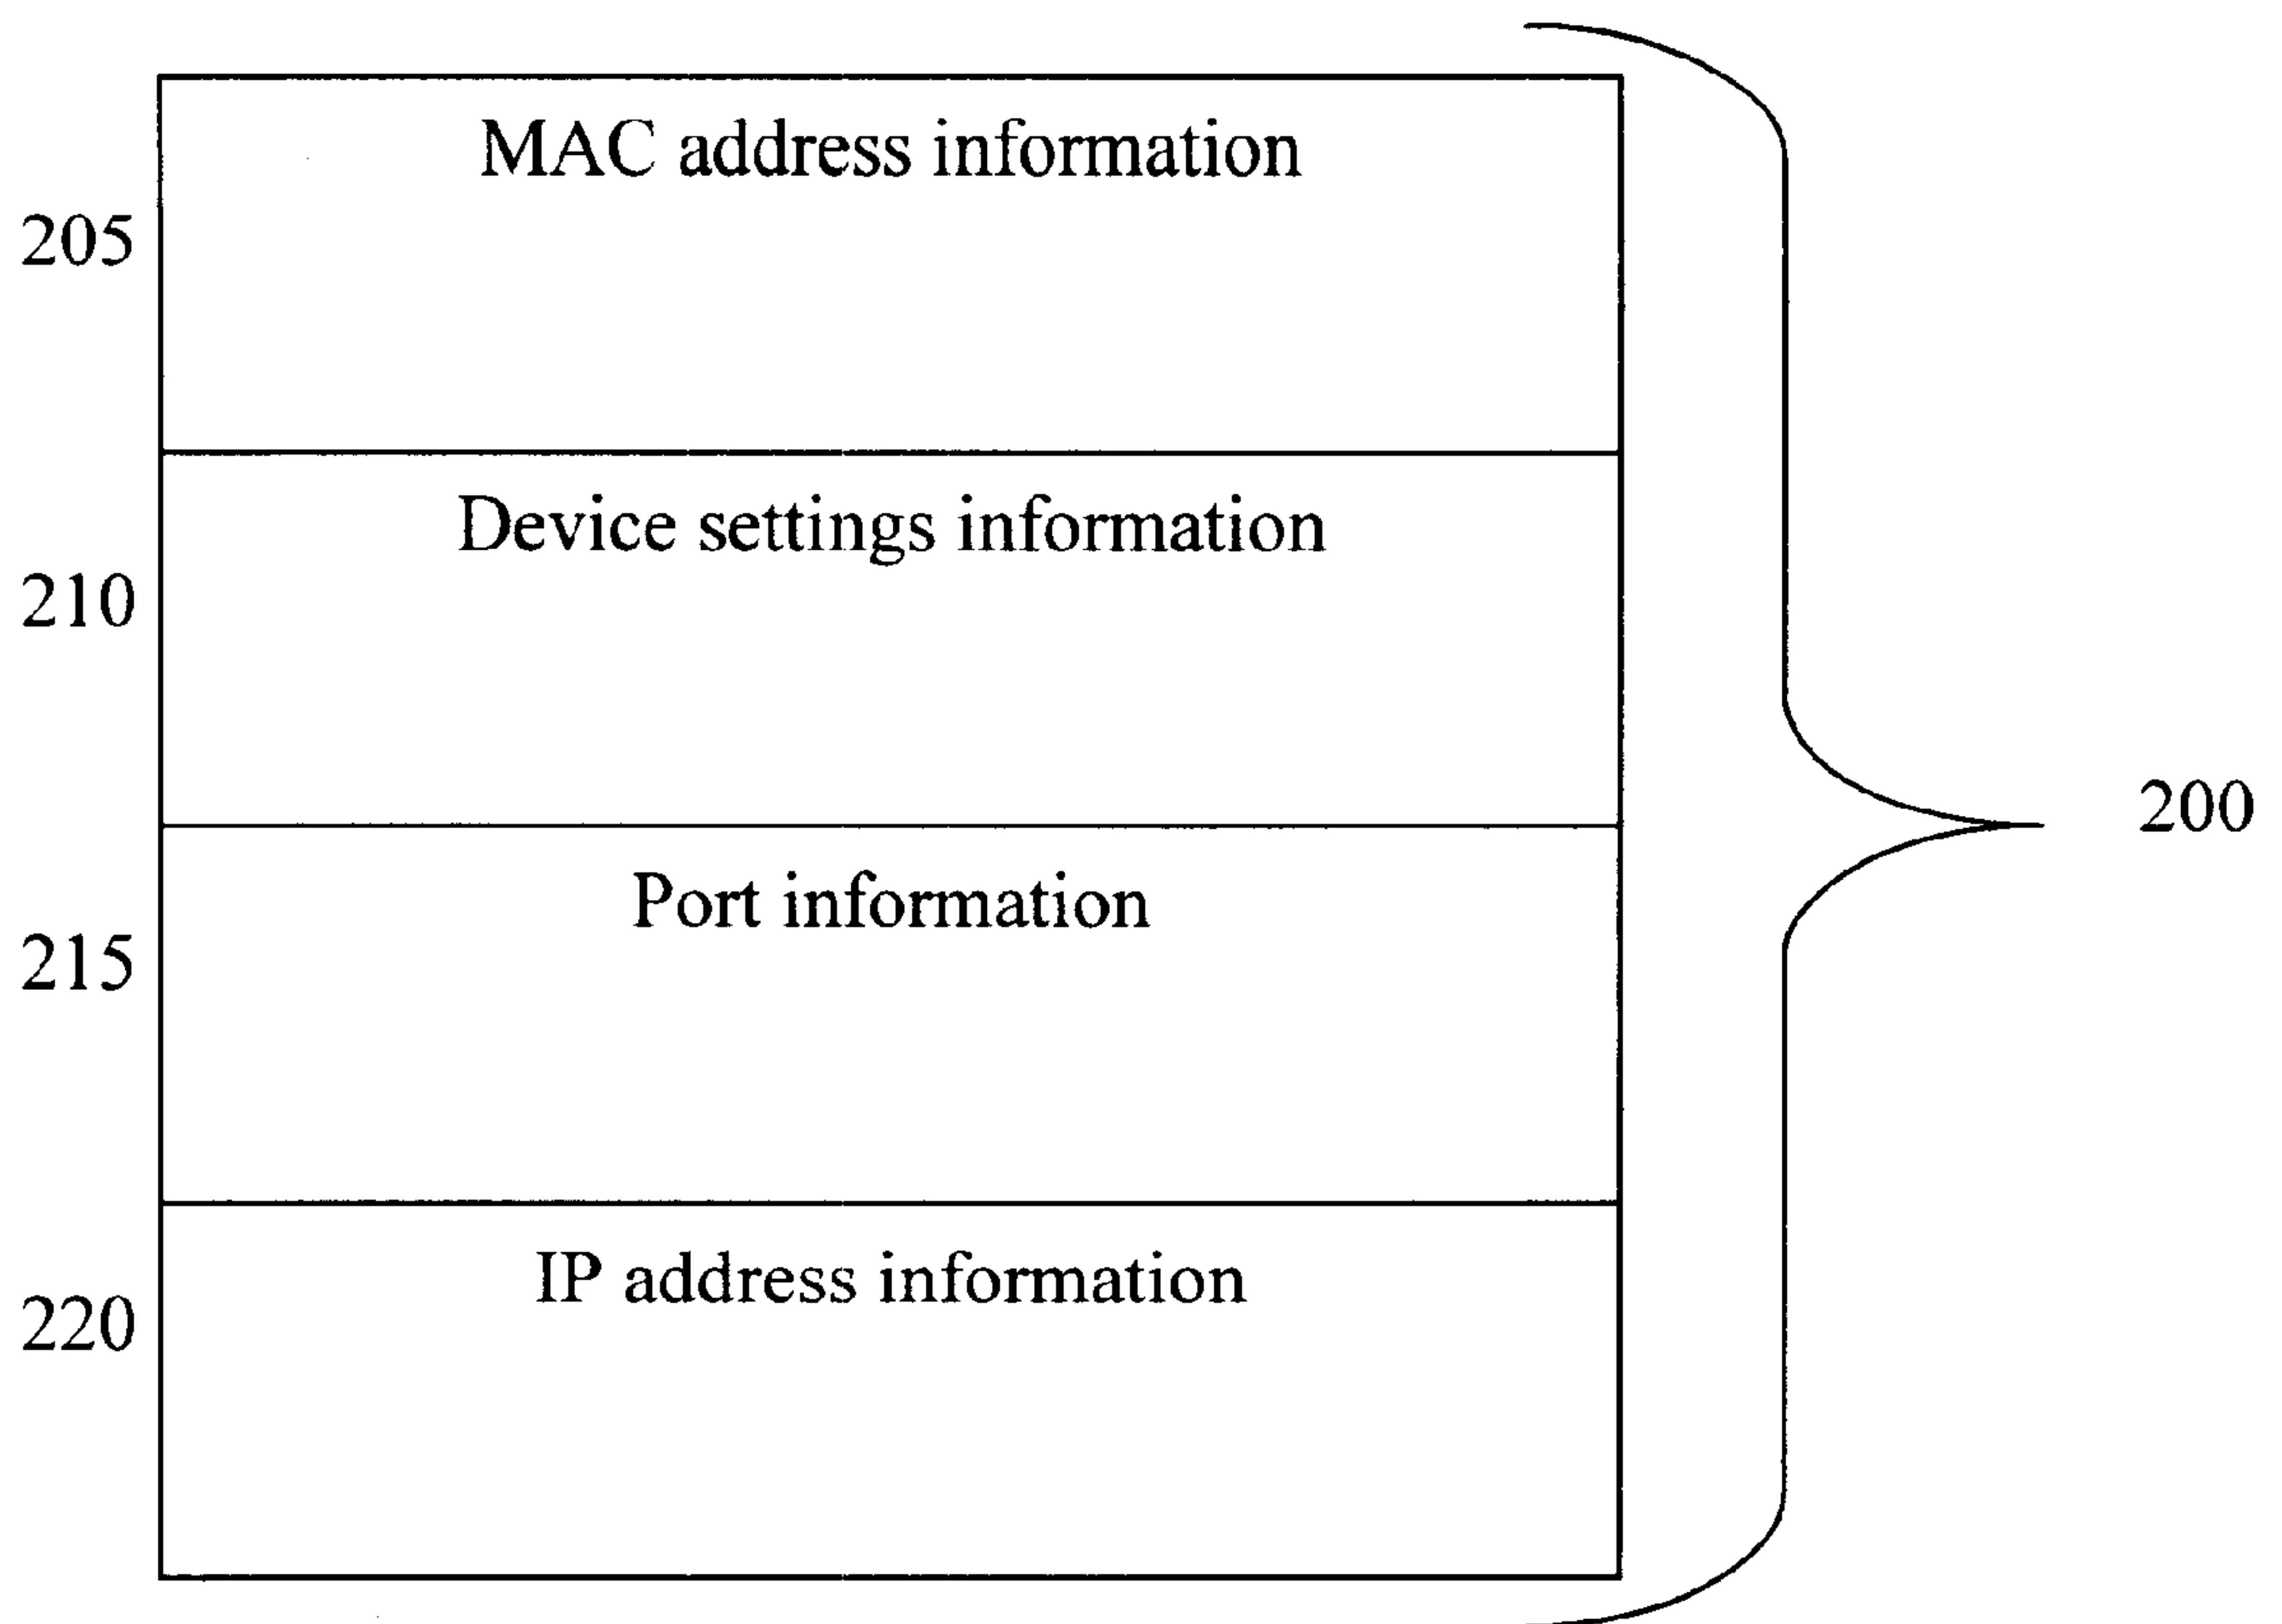 MAC address information
205
Device settings information
210
200
Port information
215
IP address information
220